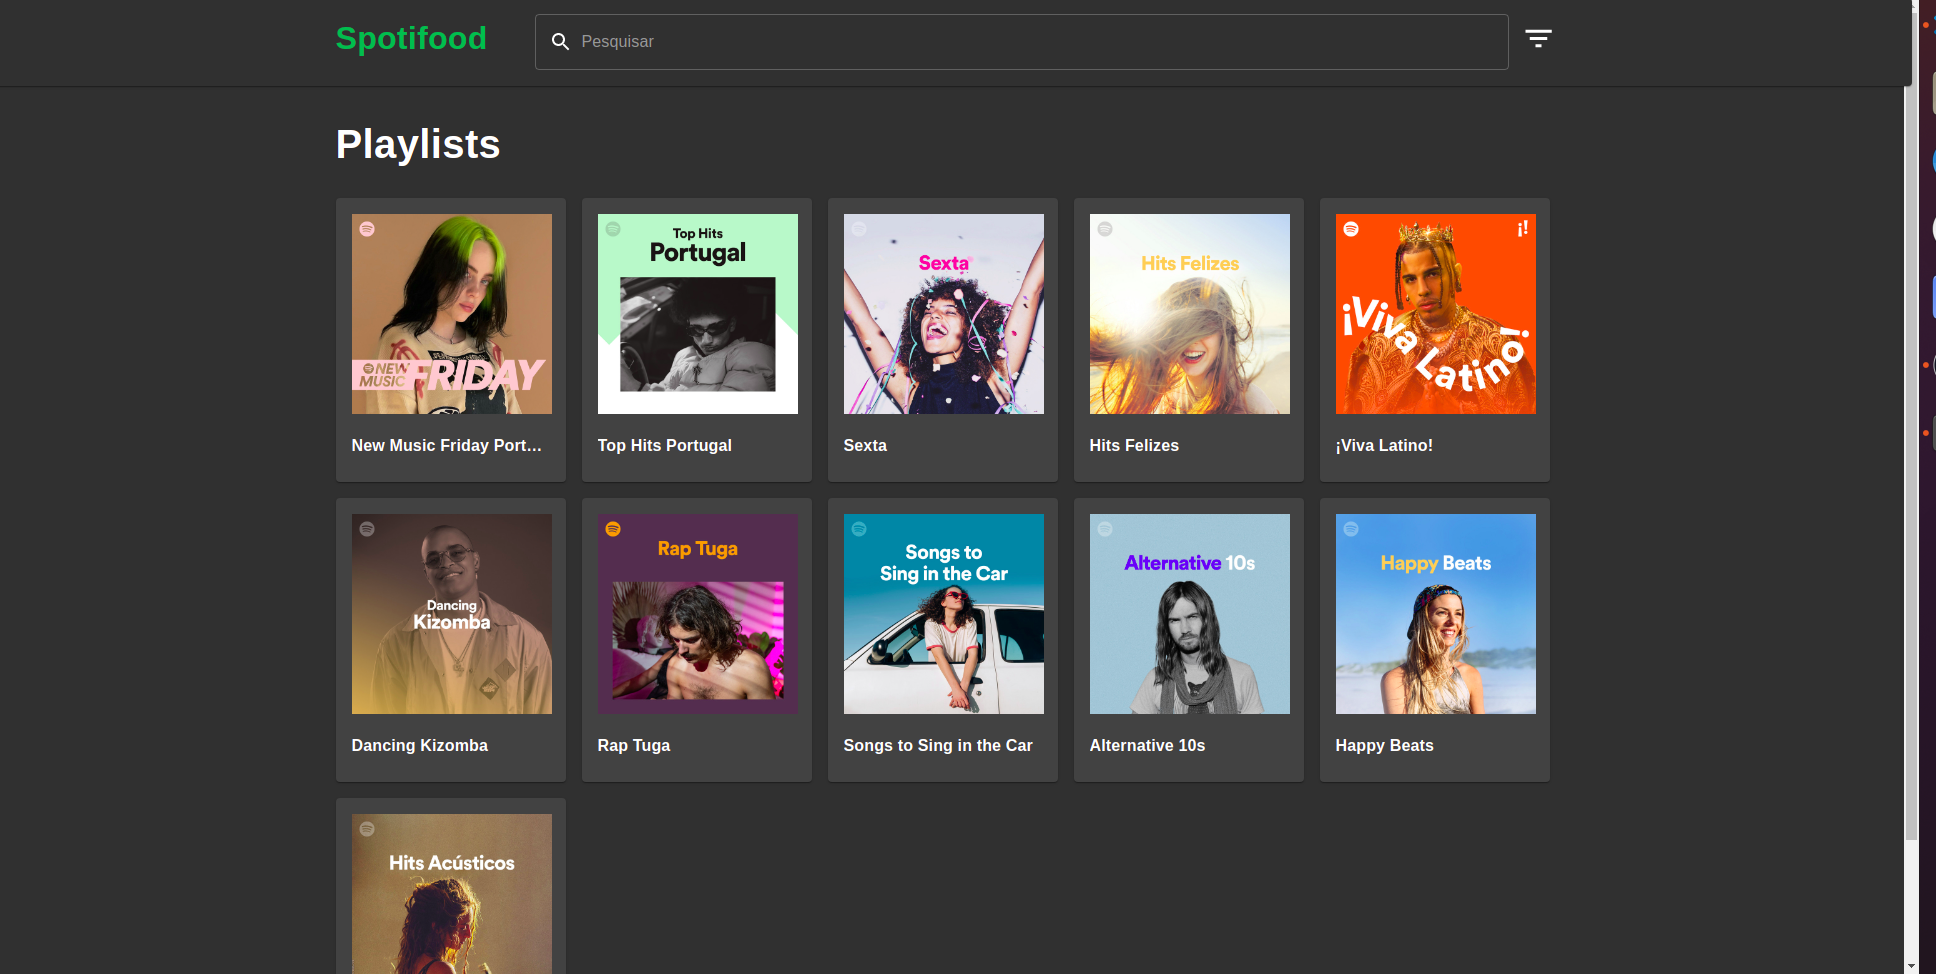 Spotifood
Pesquisar
Playlists
NEW
MUSIC
FRIDAY
New Music Friday Port...
Top Hits
Portugal
Top Hits Portugal
Sexta
Sexta
Hits Felizes
Hits Felizes
¡!
¡Viva Latino!
¡Viva Latino!
Dancing
Kizomba
Dancing Kizomba
Rap Tuga
Rap Tuga
Songs to
Sing in the Car
Songs to Sing in the Car
Alternative 10s
Alternative 10s
Happy Beats
Happy Beats
Hits Acústicos